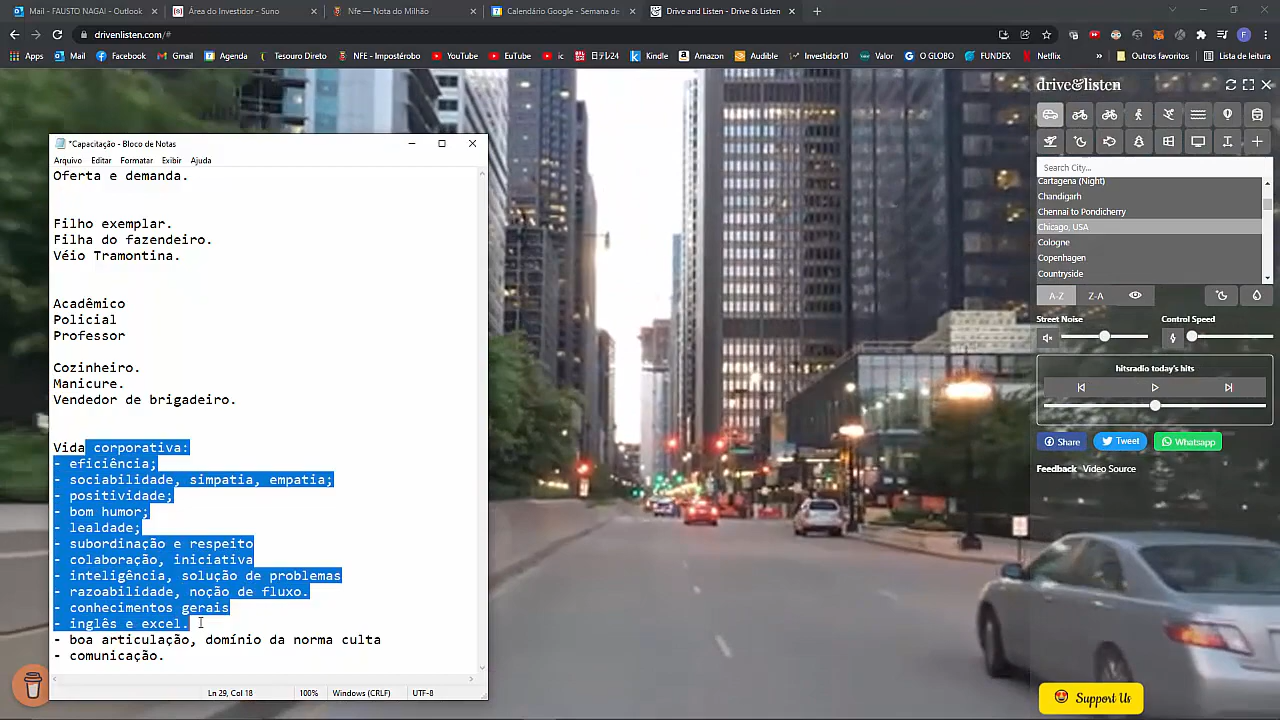 Mail - FAUSTO NAGAI - Outlook
Área do Investidor - Suno
Nfe — Nota do Milhão
Calendário Google - Semana de
Drive and Listen - Drive & Listen
drivenlisten.com/#
Apps
Mail
Facebook
Agenda
Tesouro Direto
NFE - Impostórobo
YouTube
EuTube
ic
Kindle
Amazon
Audible
Investidor10
Valor
O GLOBO
FUNDEX
Netflix
Outros favoritos
Lista de leitura
*Capacitação - Bloco de Notas
Arquivo Editar Formatar Exibir Ajuda
Oferta e demanda.
Filho exemplar.
Filha do fazendeiro.
Véio Tramontina.
Acadêmico
Policial
Professor
Cozinheiro.
Manicure.
Vendedor de brigadeiro.
Vida corporativa:
- eficiência;
- sociabilidade, simpatia, empatia;
- positividade;
- bom humor;
- lealdade;
- subordinação e respeito
- colaboração, iniciativa
- inteligência, solução de problemas
- razoabilidade, noção de fluxo.
- conhecimentos gerais
- inglês e excel.
- boa articulação, domínio da norma culta
- comunicação.
Ln 29, Col 18
100%
Windows (CRLF)
UTF-8
drive&listen
Search City...
Cartagena (Night)
Chandigarh
Chennai to Pondicherry
Chicago, USA
Cologne
Copenhagen
Countryside
A-Z
Z-A
Street Noise
Control Speed
hitsradio today's hits
Share
Tweet
Whatsapp
Feedback Video Source
Support Us